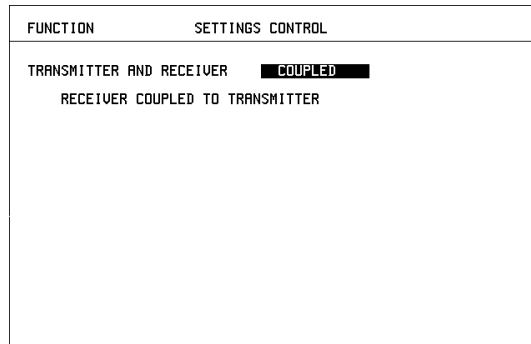 FUNCTION SETTINGS CONTROL
TRANSMITTER AND RECEIVER COUPLED
RECEIVER COUPLED TO TRANSMITTER